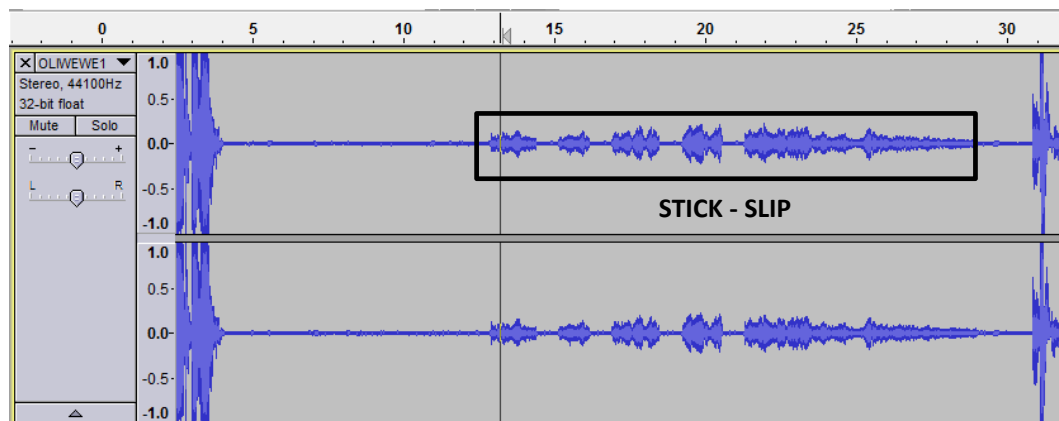 0 5 10 15 20 25 30
× OLIWEWE1 ▼
Stereo, 44100Hz
32-bit float
Mute Solo
- +
L R
1.0
0.5-
0.0-
-0.5-
-1.0
STICK - SLIP
1.0
0.5-
0.0-
-0.5-
-1.0